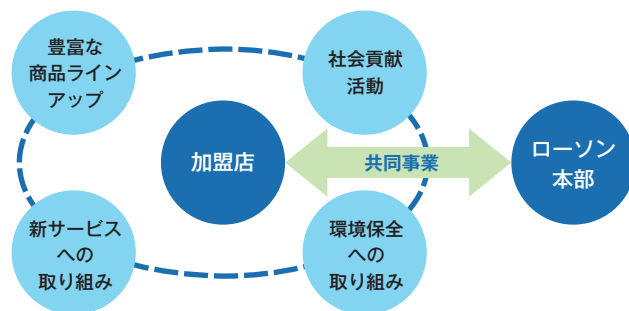 豊富な
商品ライン
アップ
社会貢献
活動
加盟店
共同事業
ローソン
本部
新サービス
への
取り組み
環境保全
への
取り組み